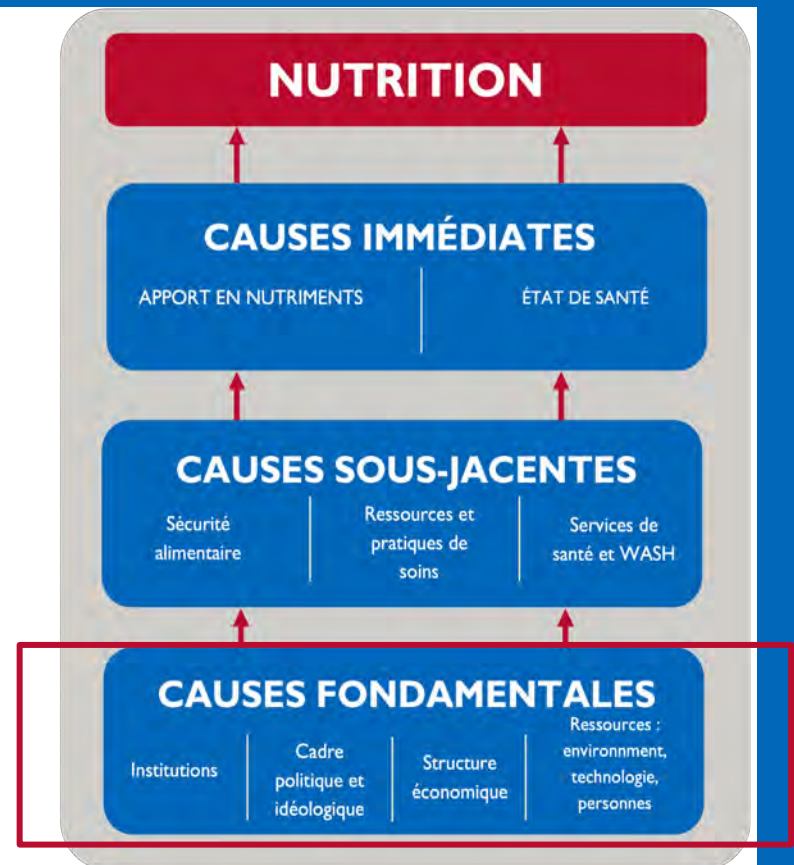 NUTRITION
CAUSES IMMÉDIATES
APPORT EN NUTRIMENTS
ÉTAT DE SANTÉ
CAUSES SOUS-JACENTES
Sécurité
alimentaire
Ressources et
pratiques de
soins
Services de
santé et WASH
CAUSES FONDAMENTALES
Institutions
Cadre
politique et
idéologique
Structure
économique
Ressources :
environnment,
technologie,
personnes